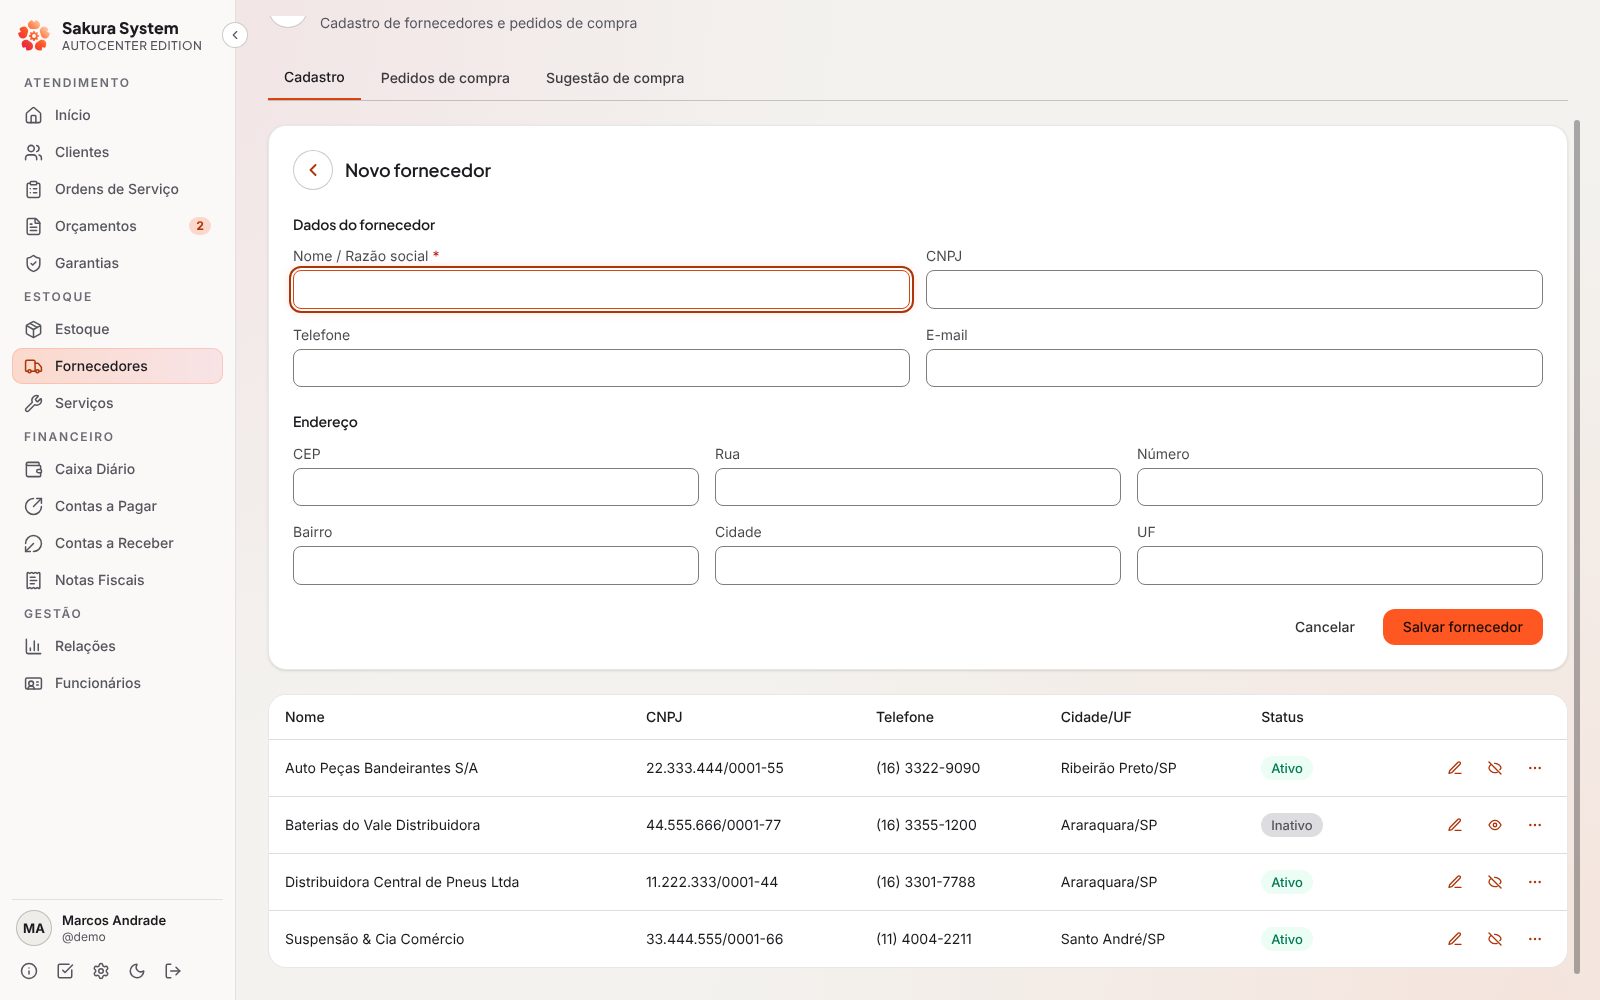 Sakura System
AUTOCENTER EDITION
ATENDIMENTO
Início
Clientes
Ordens de Serviço
Orçamentos 2
Garantias
ESTOQUE
Estoque
Fornecedores
Serviços
FINANCEIRO
Caixa Diário
Contas a Pagar
Contas a Receber
Notas Fiscais
GESTÃO
Relações
Funcionários
MA
Marcos Andrade
@demo
Cadastro de fornecedores e pedidos de compra
Cadastro Pedidos de compra Sugestão de compra
Novo fornecedor
Dados do fornecedor
Nome / Razão social * CNPJ
Telefone E-mail
Endereço
CEP Rua Número
Bairro Cidade UF
Cancelar Salvar fornecedor
Nome CNPJ Telefone Cidade/UF Status
Auto Peças Bandeirantes S/A 22.333.444/0001-55 (16) 3322-9090 Ribeirão Preto/SP Ativo
Baterias do Vale Distribuidora 44.555.666/0001-77 (16) 3355-1200 Araraquara/SP Inativo
Distribuidora Central de Pneus Ltda 11.222.333/0001-44 (16) 3301-7788 Araraquara/SP Ativo
Suspensão & Cia Comércio 33.444.555/0001-66 (11) 4004-2211 Santo André/SP Ativo